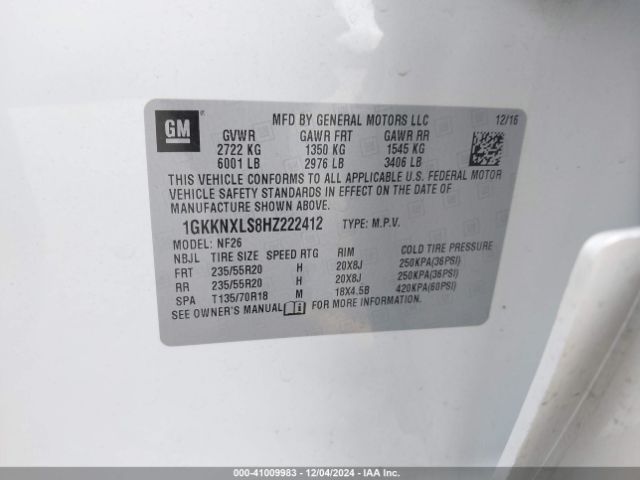 GM
MFD BY GENERAL MOTORS LLC 12/16
GVWR GAWR FRT GAWR RR
2722 KG 1350 KG 1545 KG
6001 LB 2976 LB 3406 LB
THIS VEHICLE CONFORMS TO ALL APPLICABLE U.S. FEDERAL MOTOR
VEHICLE SAFETY STANDARDS IN EFFECT ON THE DATE OF
MANUFACTURE SHOWN ABOVE.
1GKKNXLS8HZ222412 TYPE: M.P.V.
MODEL: NF26
NBJL TIRE SIZE SPEED RTG RIM COLD TIRE PRESSURE
FRT 235/55R20 H 20X8J 250KPA(36PSI)
RR 235/55R20 H 20X8J 250KPA(36PSI)
SPA T135/70R18 M 18X4.5B 420KPA(60PSI)
SEE OWNER'S MANUAL FOR MORE INFORMATION.
000-41009983 - 12/04/2024 - IAA Inc.